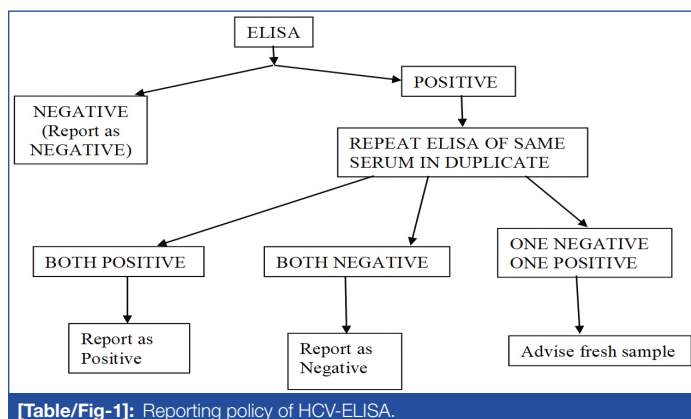 ELISA
NEGATIVE
(Report as
NEGATIVE)
POSITIVE
REPEAT ELISA OF SAME
SERUM IN DUPLICATE
BOTH POSITIVE
BOTH NEGATIVE
ONE NEGATIVE
ONE POSITIVE
Report as
Positive
Report as
Negative
Advise fresh sample
[Table/Fig-1]: Reporting policy of HCV-ELISA.